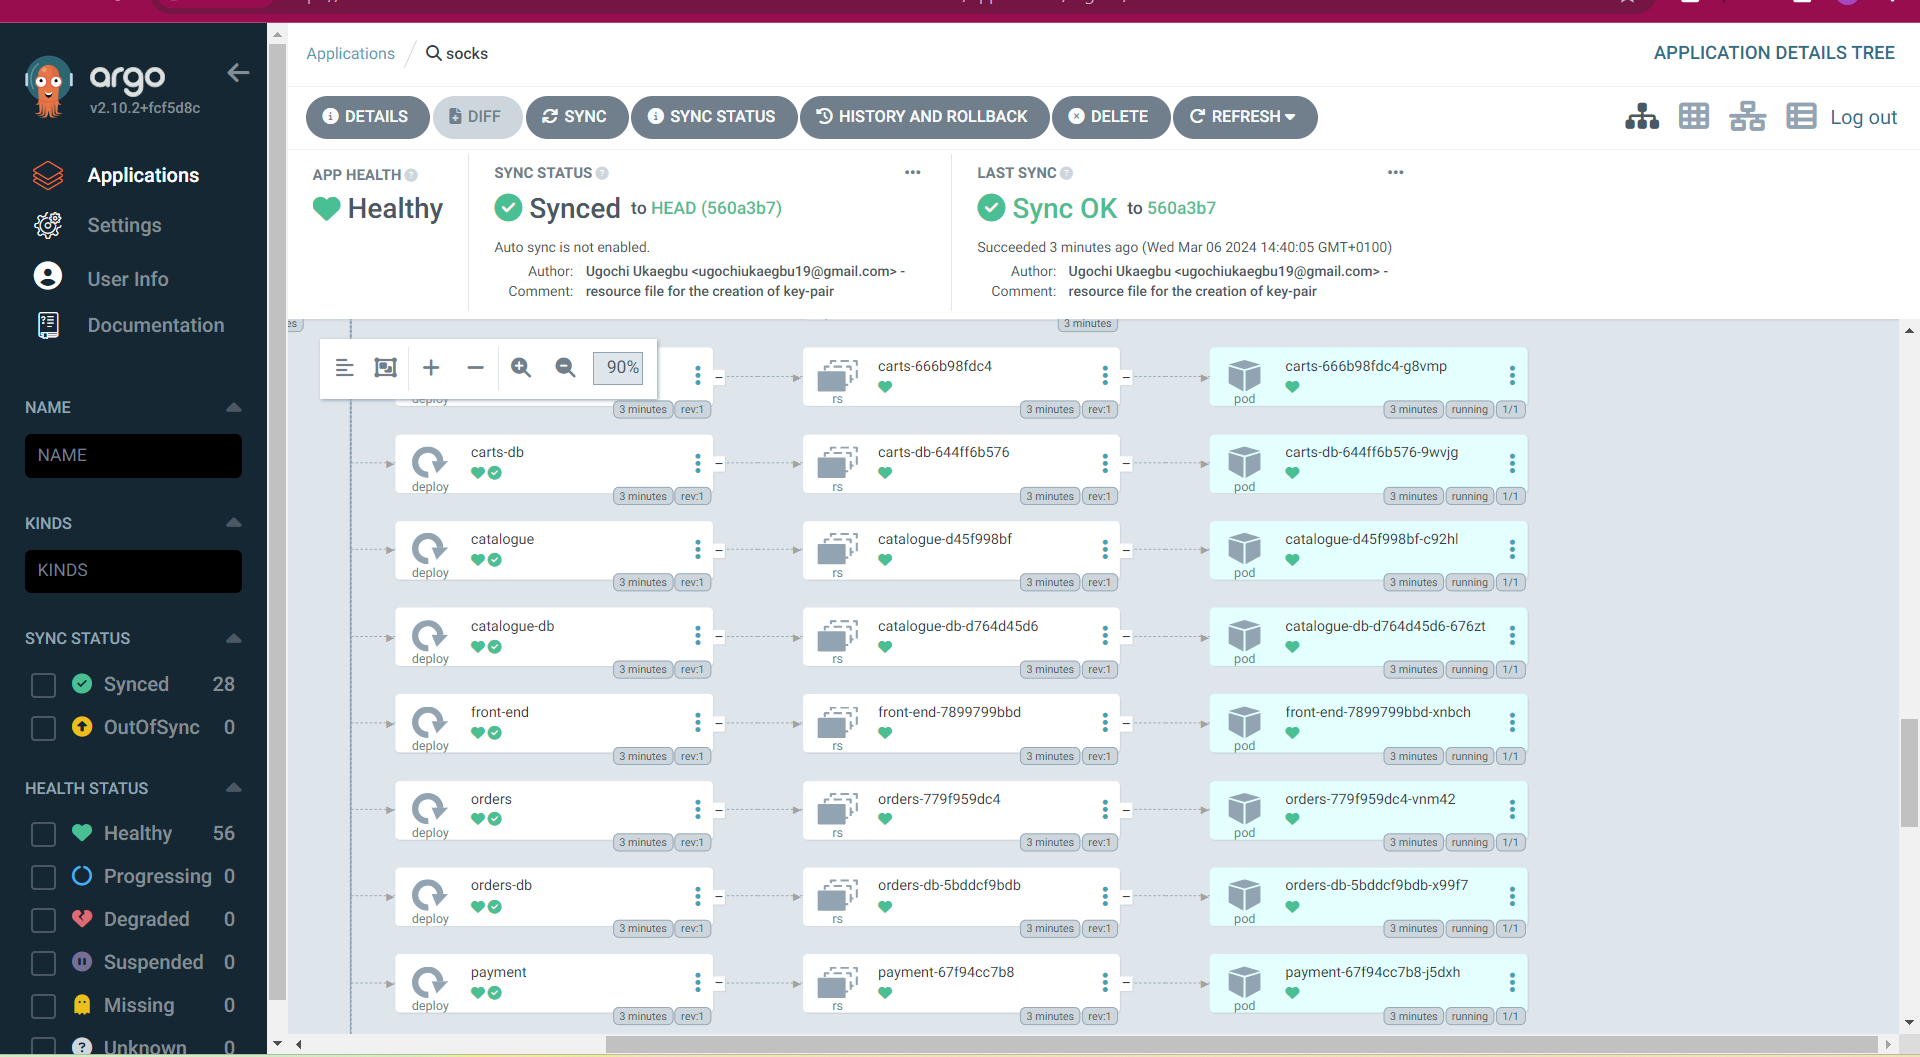 argo
v2.10.2+fcf5d8c
Applications
Settings
User Info
Documentation
NAME
NAME
KINDS
KINDS
SYNC STATUS
Synced 28
OutOfSync 0
HEALTH STATUS
Healthy 56
Progressing 0
Degraded 0
Suspended 0
Missing 0
Unknown 0
Applications / socks
APPLICATION DETAILS TREE
DETAILS DIFF SYNC SYNC STATUS HISTORY AND ROLLBACK DELETE REFRESH
Log out
APP HEALTH
Healthy
SYNC STATUS
Synced to HEAD (560a3b7)
Auto sync is not enabled.
Author: Ugochi Ukaegbu <ugochiukaegbu19@gmail.com> -
Comment: resource file for the creation of key-pair
LAST SYNC
Sync OK to 560a3b7
Succeeded 3 minutes ago (Wed Mar 06 2024 14:40:05 GMT+0100)
Author: Ugochi Ukaegbu <ugochiukaegbu19@gmail.com> -
Comment: resource file for the creation of key-pair
es
3 minutes
90%
deploy
3 minutes rev:1
carts-666b98fdc4
rs
3 minutes rev:1
carts-666b98fdc4-g8vmp
pod
3 minutes running 1/1
carts-db
deploy
3 minutes rev:1
carts-db-644ff6b576
rs
3 minutes rev:1
carts-db-644ff6b576-9wvjg
pod
3 minutes running 1/1
catalogue
deploy
3 minutes rev:1
catalogue-d45f998bf
rs
3 minutes rev:1
catalogue-d45f998bf-c92hl
pod
3 minutes running 1/1
catalogue-db
deploy
3 minutes rev:1
catalogue-db-d764d45d6
rs
3 minutes rev:1
catalogue-db-d764d45d6-676zt
pod
3 minutes running 1/1
front-end
deploy
3 minutes rev:1
front-end-7899799bbd
rs
3 minutes rev:1
front-end-7899799bbd-xnbch
pod
3 minutes running 1/1
orders
deploy
3 minutes rev:1
orders-779f959dc4
rs
3 minutes rev:1
orders-779f959dc4-vnm42
pod
3 minutes running 1/1
orders-db
deploy
3 minutes rev:1
orders-db-5bddcf9bdb
rs
3 minutes rev:1
orders-db-5bddcf9bdb-x99f7
pod
3 minutes running 1/1
payment
deploy
3 minutes rev:1
payment-67f94cc7b8
rs
3 minutes rev:1
payment-67f94cc7b8-j5dxh
pod
3 minutes running 1/1